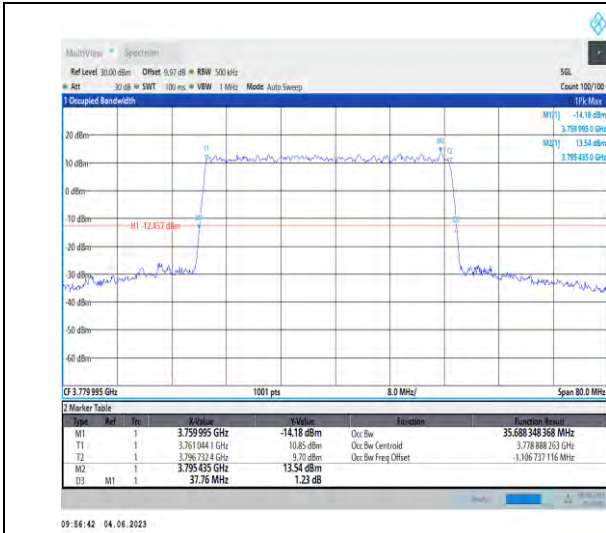 MultiView Spectrum
Ref Level 30.00 dBm Offset 9.97 dB RBW 500 kHz SGL
Att 30 dB SWT 100 ms VBW 1 MHz Mode Auto Sweep Count 100/100
1 Occupied Bandwidth 1Pk Max
M1[1] -14.18 dBm
3.759 995 0 GHz
M2[1] 13.54 dBm
3.795 435 0 GHz
20 dBm
M2
T1 T2
10 dBm
0 dBm
-10 dBm
H1 -12.457 dBm
-20 dBm
-30 dBm
-40 dBm
-50 dBm
-60 dBm
CF 3.779 995 GHz 1001 pts 8.0 MHz/ Span 80.0 MHz
2 Marker Table
Type Ref Trc X-Value Y-Value Function Function Result
M1 1 3.759 995 GHz -14.18 dBm Occ Bw 35.688 348 368 MHz
T1 1 3.761 044 1 GHz 10.85 dBm Occ Bw Centroid 3.778 888 263 GHz
T2 1 3.796 732 4 GHz 9.70 dBm Occ Bw Freq Offset -1.106 737 116 MHz
M2 1 3.795 435 GHz 13.54 dBm
D3 M1 1 37.76 MHz 1.23 dB
09:56:42 04.06.2023